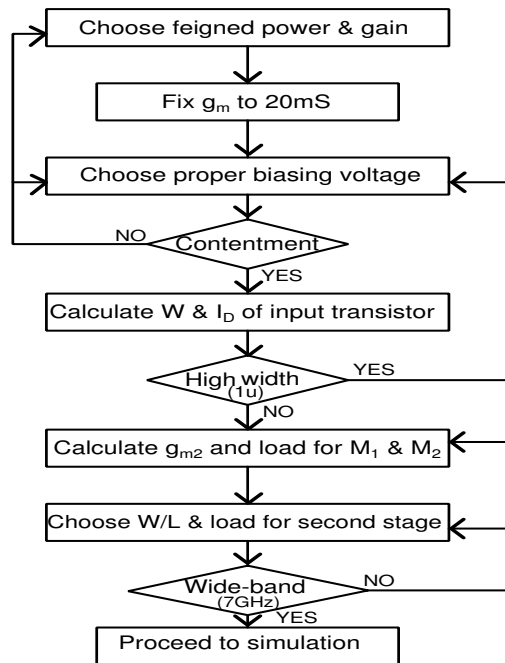 Choose feigned power & gain
Fix gm to 20mS
Choose proper biasing voltage
NO
Contentment
YES
Calculate W & ID of input transistor
High width
(1u)
YES
NO
Calculate gm2 and load for M1 & M2
Choose W/L & load for second stage
Wide-band
(7GHz)
NO
YES
Proceed to simulation